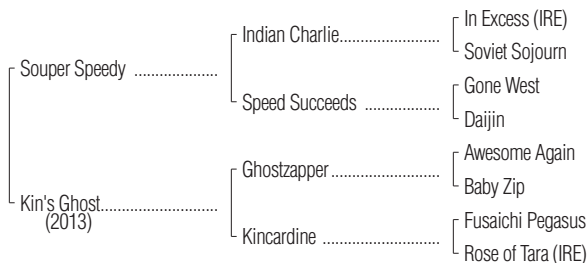 In Excess (IRE)
Indian Charlie....................
Soviet Sojourn
Souper Speedy ....................
Gone West
Speed Succeeds ....................
Daijin
Awesome Again
Ghostzapper.......................
Baby Zip
Kin's Ghost............................
(2013)
Fusaichi Pegasus
Kincardine .........................
Rose of Tara (IRE)